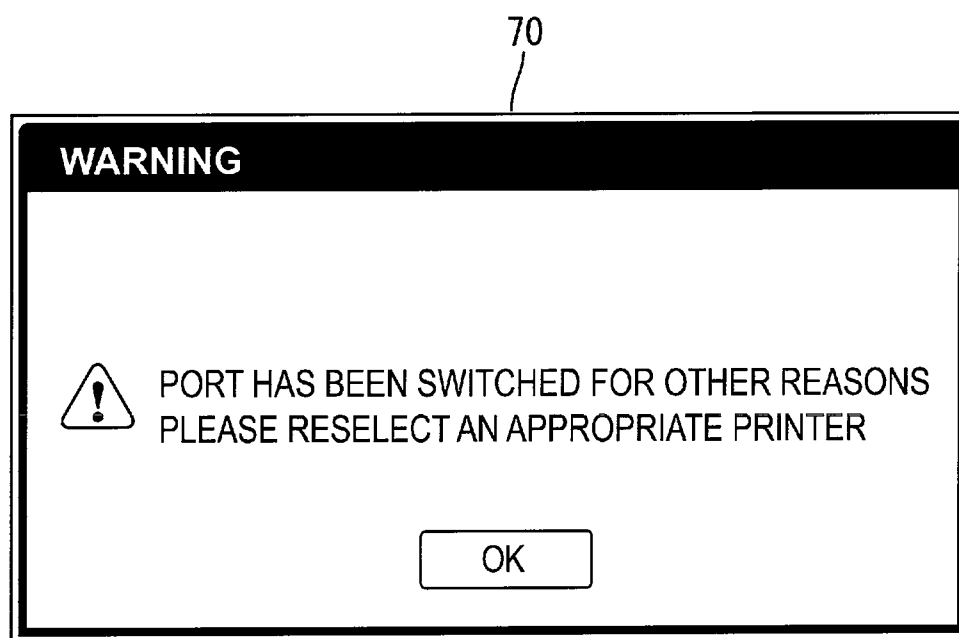 70
WARNING
PORT HAS BEEN SWITCHED FOR OTHER REASONS
PLEASE RESELECT AN APPROPRIATE PRINTER
OK